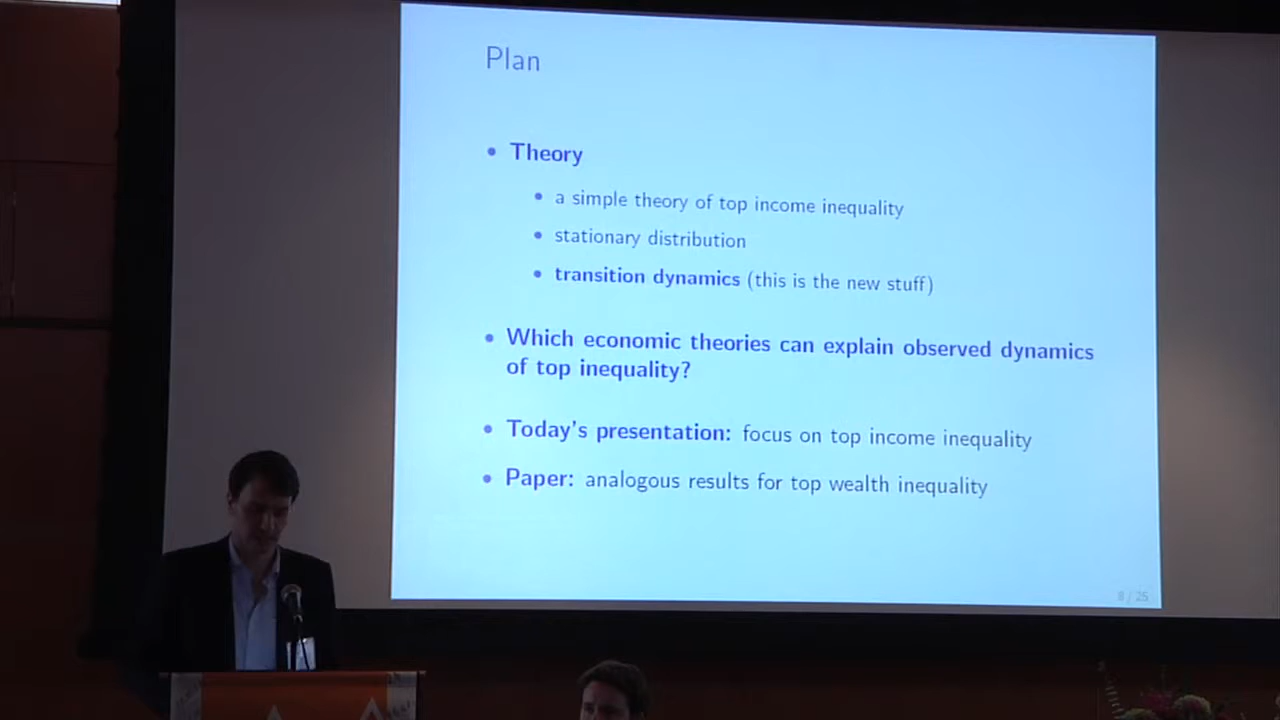 Plan
• Theory
• a simple theory of top income inequality
• stationary distribution
• transition dynamics (this is the new stuff)
• Which economic theories can explain observed dynamics
of top inequality?
• Today's presentation: focus on top income inequality
• Paper: analogous results for top wealth inequality
8 / 25